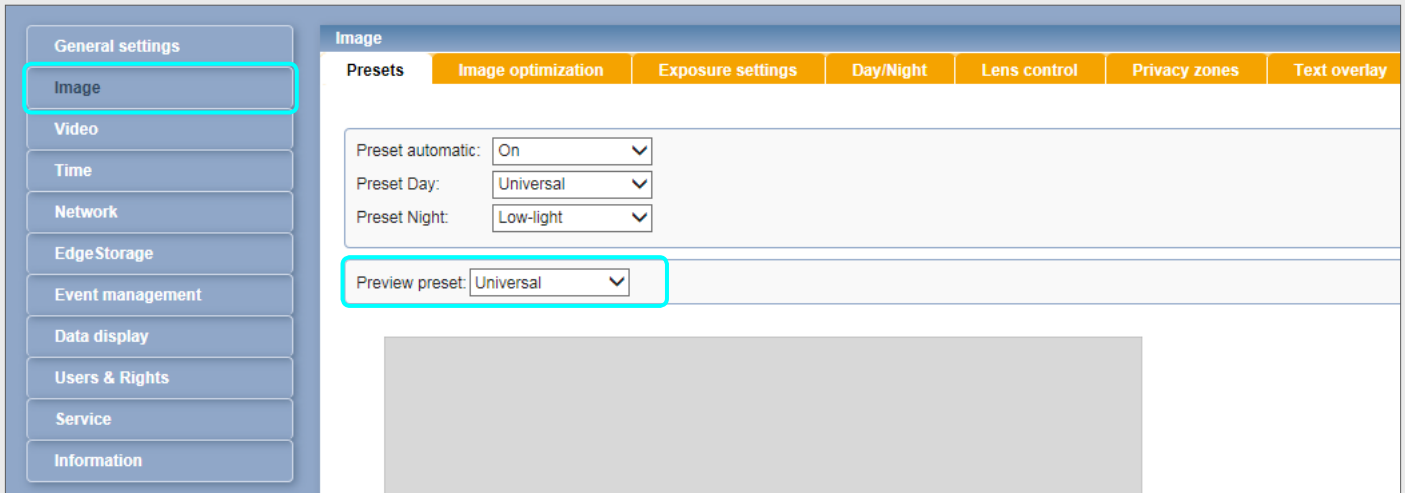 General settings
Image
Video
Time
Network
EdgeStorage
Event management
Data display
Users & Rights
Service
Information
Image
Presets Image optimization Exposure settings Day/Night Lens control Privacy zones Text overlay
Preset automatic: On
Preset Day: Universal
Preset Night: Low-light
Preview preset: Universal